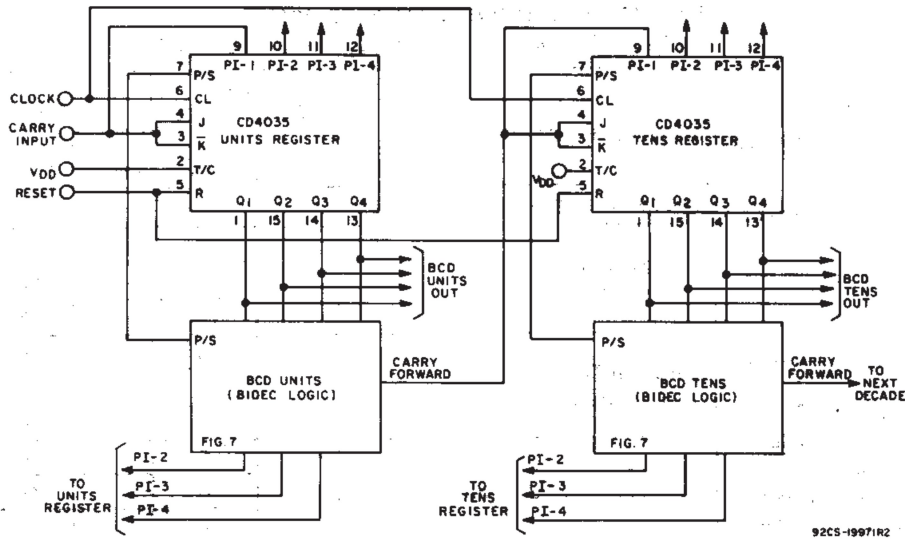 9 10 11 12
PI-1 PI-2 PI-3 PI-4
7 P/S
CLOCK 6 CL
4 J
CARRY INPUT
3 K̅
CD4035
UNITS REGISTER
VDD 2 T/C
RESET 5 R
Q1 Q2 Q3 Q4
1 15 14 13
BCD
UNITS
OUT
P/S
BCD UNITS
(BIDEC LOGIC)
FIG. 7
CARRY
FORWARD
PI-2
PI-3
PI-4
TO
UNITS
REGISTER
9 10 11 12
PI-1 PI-2 PI-3 PI-4
7 P/S
6 CL
4 J
3 K̅
CD4035
TENS REGISTER
VDD 2 T/C
5 R
Q1 Q2 Q3 Q4
1 15 14 13
BCD
TENS
OUT
P/S
BCD TENS
(BIDEC LOGIC)
FIG. 7
CARRY
FORWARD
TO
NEXT
DECADE
PI-2
PI-3
PI-4
TO
TENS
REGISTER
92CS-19971R2